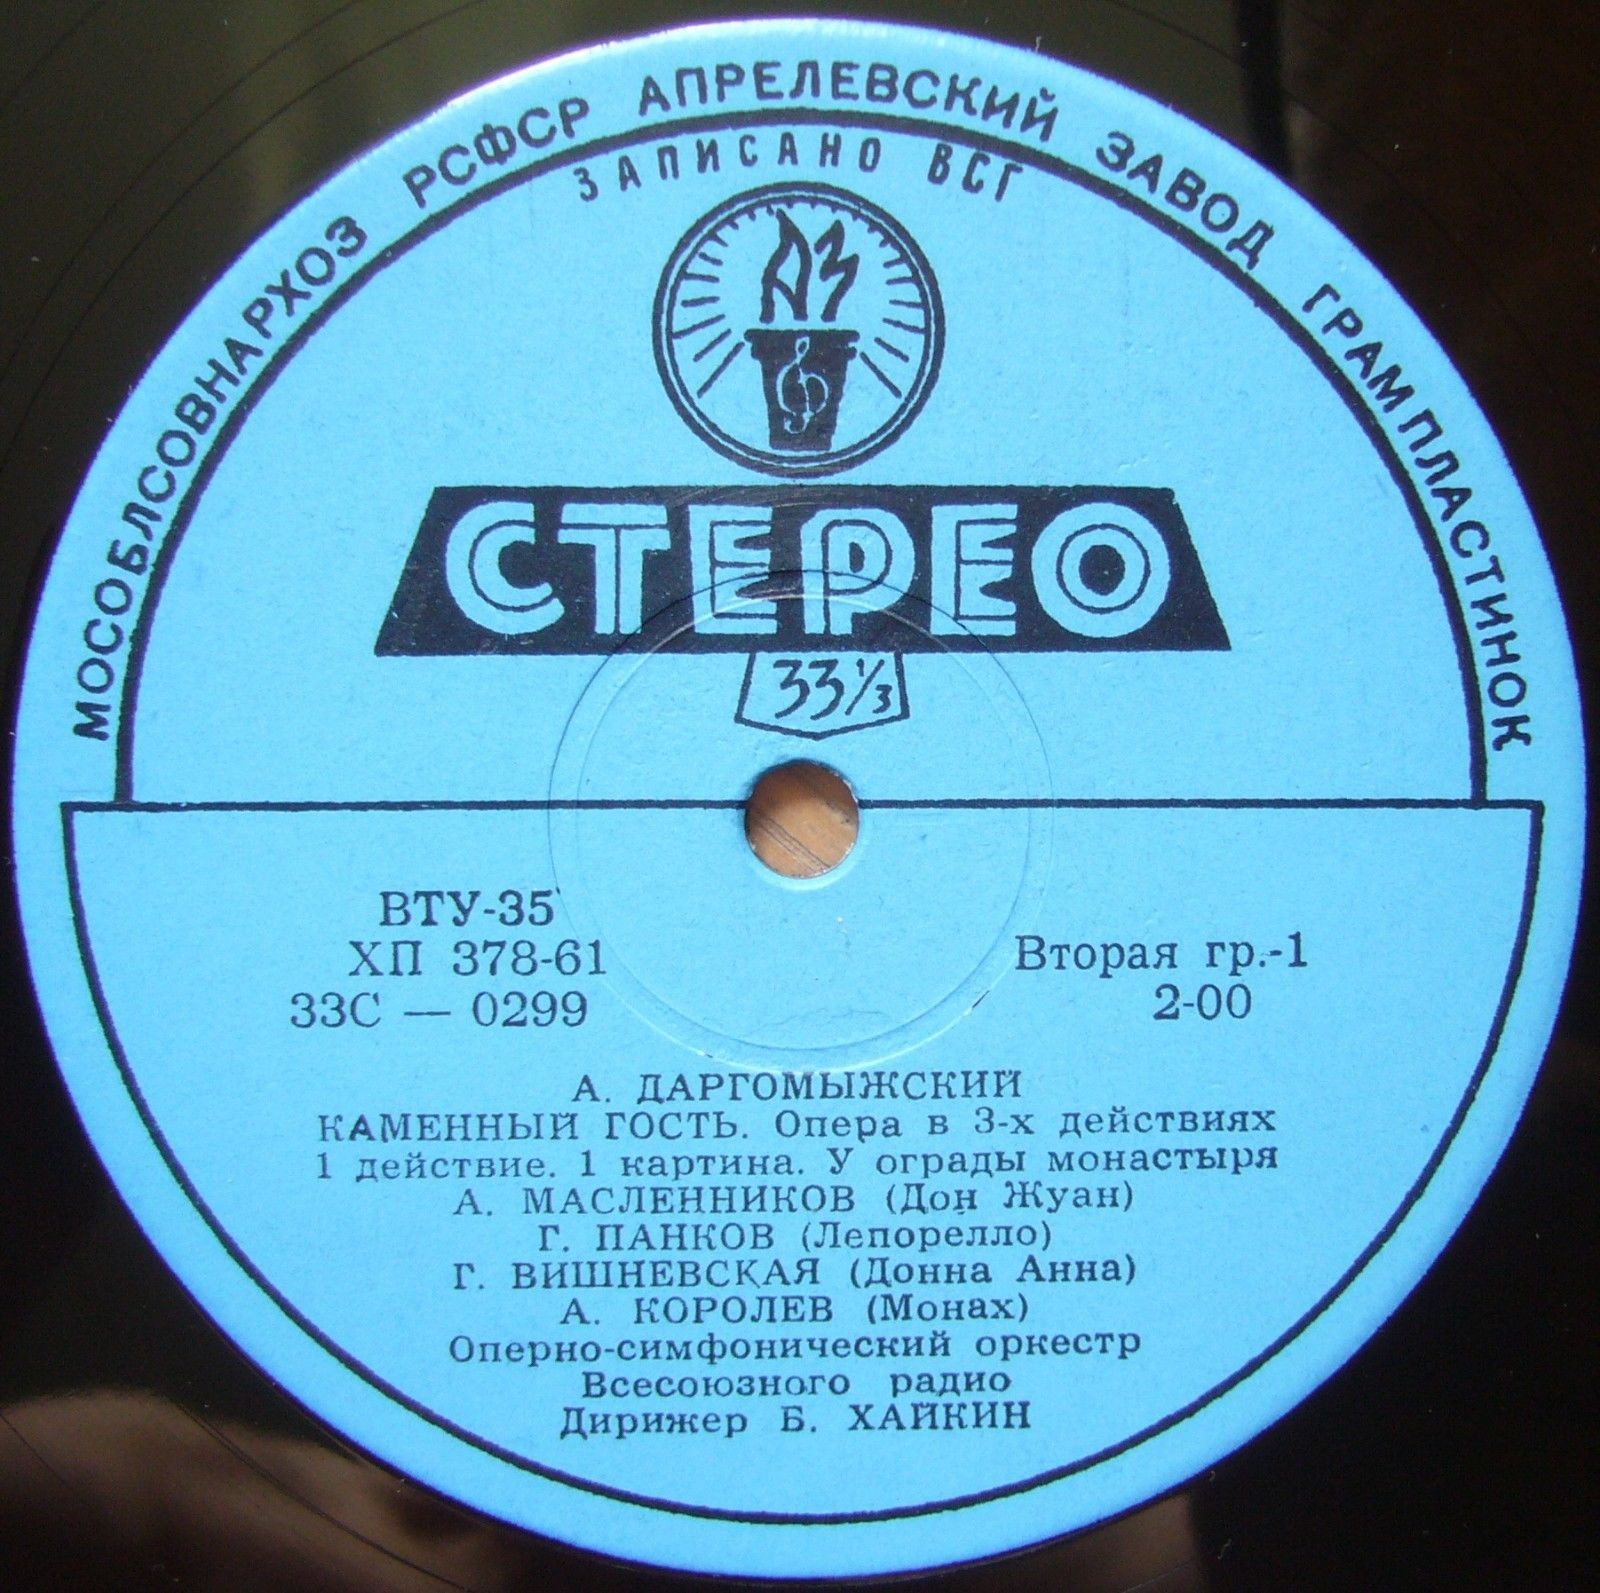 МОСОБЛСОВНАРХОЗ РСФСР АПРЕЛЕВСКИЙ ЗАВОД ГРАМПЛАСТИНОК
ЗАПИСАНО ВСГ
АЗ
СТЕРЕО
33⅓
ВТУ-35
ХП 378-61
33С — 0299
Вторая гр.-1
2-00
А. ДАРГОМЫЖСКИЙ
КАМЕННЫЙ ГОСТЬ. Опера в 3-х действиях
1 действие. 1 картина. У ограды монастыря
А. МАСЛЕННИКОВ (Дон Жуан)
Г. ПАНКОВ (Лепорелло)
Г. ВИШНЕВСКАЯ (Донна Анна)
А. КОРОЛЕВ (Монах)
Оперно-симфонический оркестр
Всесоюзного радио
Дирижер Б. ХАЙКИН